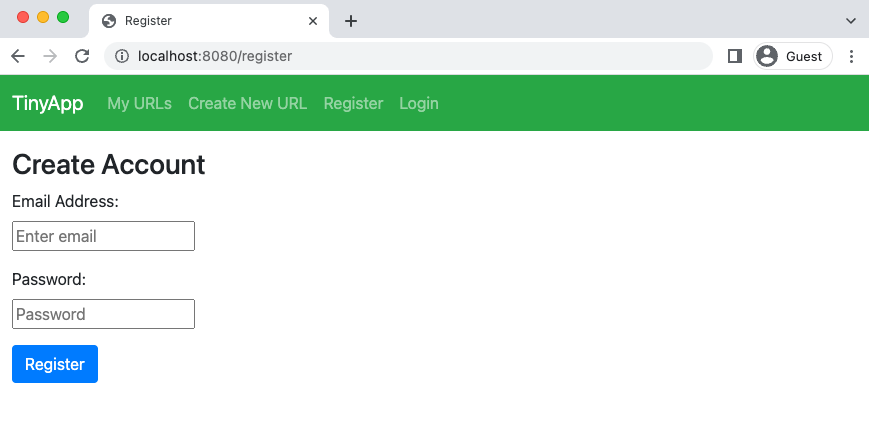 Register
localhost:8080/register
Guest
TinyApp My URLs Create New URL Register Login
Create Account
Email Address:
Enter email
Password:
Password
Register